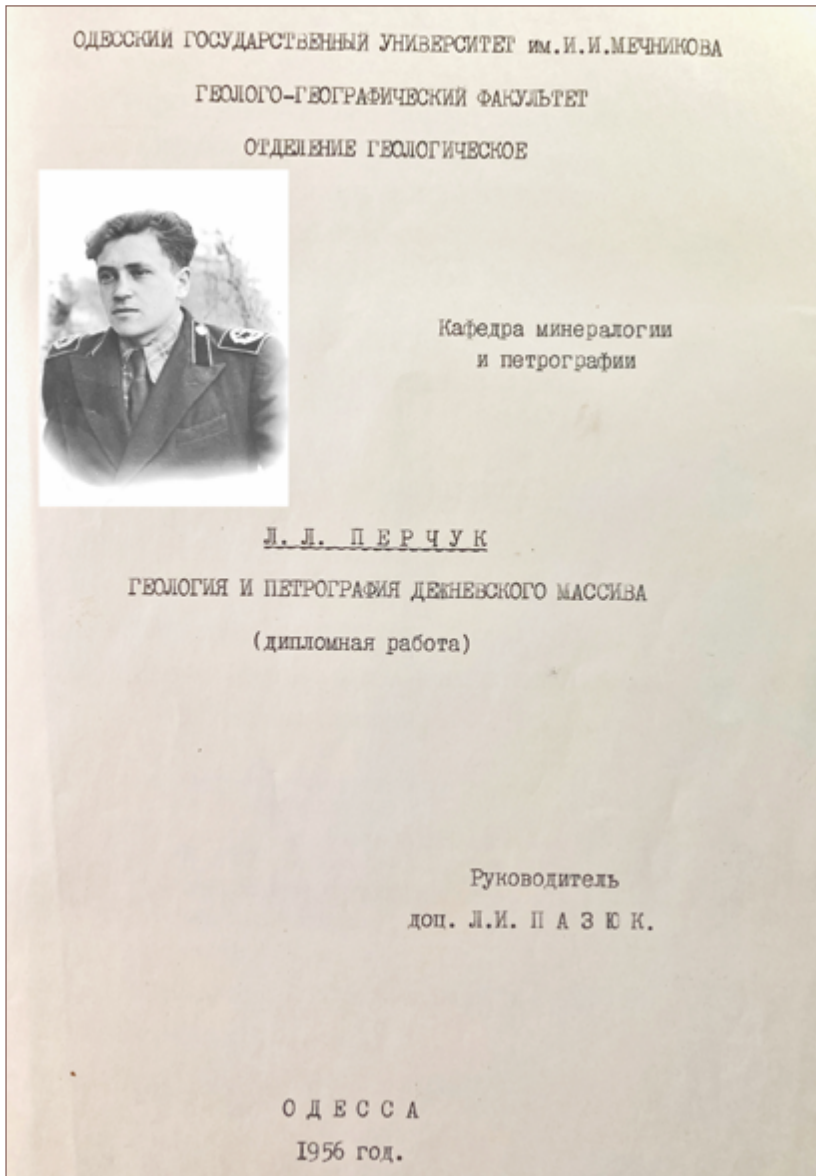 ОДЕССКИЙ ГОСУДАРСТВЕННЫЙ УНИВЕРСИТЕТ им.И.И.МЕЧНИКОВА
ГЕОЛОГО-ГЕОГРАФИЧЕСКИЙ ФАКУЛЬТЕТ
ОТДЕЛЕНИЕ ГЕОЛОГИЧЕСКОЕ
Кафедра минералогии
и петрографии
Л. Л. П Е Р Ч У К
ГЕОЛОГИЯ И ПЕТРОГРАФИЯ ДЕЖНЕВСКОГО МАССИВА
(дипломная работа)
Руководитель
доц. Л.И. П А З Ю К.
О Д Е С С А
1956 год.